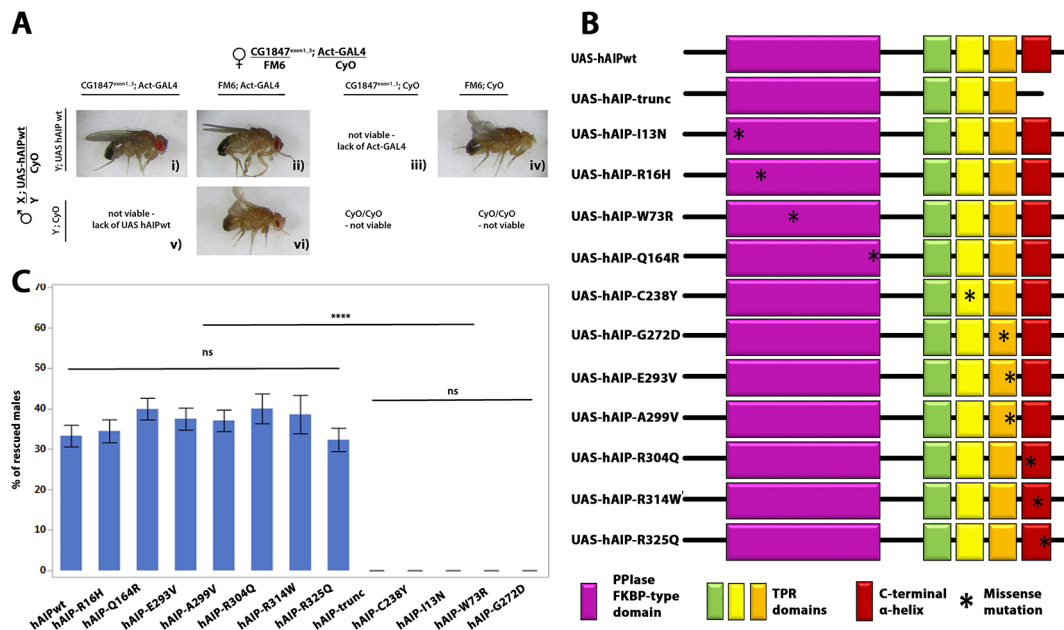 A
♀ CG1847exon1_3; Act-GAL4
FM6 CyO
CG1847exon1_3; Act-GAL4
FM6; Act-GAL4
CG1847exon1_3; CyO
FM6; CyO
♂ X ; UAS-hAIPwt
Y CyO
Y; UAS hAIP wt
i)
ii)
not viable -
lack of Act-GAL4
iii)
iv)
Y ; CyO
not viable -
lack of UAS hAIPwt
v)
vi)
CyO/CyO
- not viable
CyO/CyO
- not viable
B
UAS-hAIPwt
UAS-hAIP-trunc
UAS-hAIP-I13N
*
UAS-hAIP-R16H
*
UAS-hAIP-W73R
*
UAS-hAIP-Q164R
*
UAS-hAIP-C238Y
*
UAS-hAIP-G272D
*
UAS-hAIP-E293V
*
UAS-hAIP-A299V
*
UAS-hAIP-R304Q
*
UAS-hAIP-R314W'
*
UAS-hAIP-R325Q
*
PPIase
FKBP-type
domain
TPR
domains
C-terminal
α-helix
* Missense
mutation
C
% of rescued males
70
60
50
40
30
20
10
0
****
ns
ns
hAIPwt
hAIP-R16H
hAIP-Q164R
hAIP-E293V
hAIP-A299V
hAIP-R304Q
hAIP-R314W
hAIP-R325Q
hAIP-trunc
hAIP-C238Y
hAIP-I13N
hAIP-W73R
hAIP-G272D